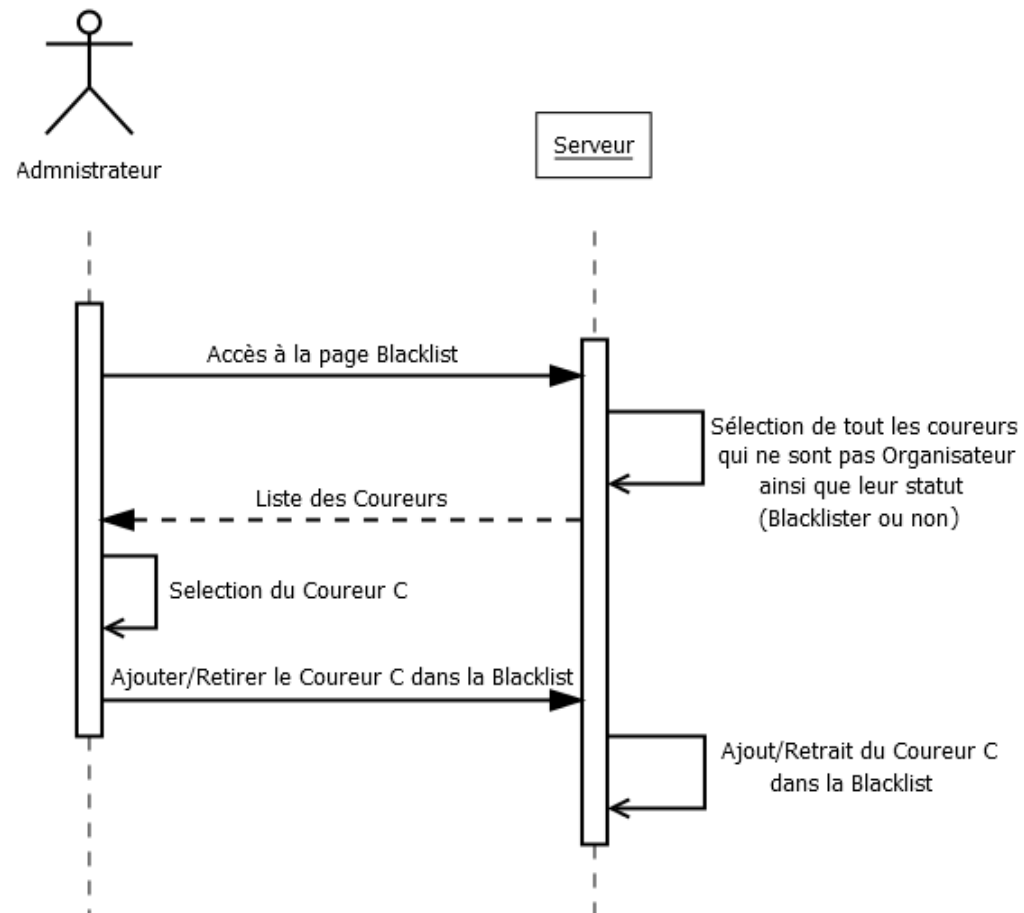 Admnistrateur
Serveur
Accès à la page Blacklist
Sélection de tout les coureurs
qui ne sont pas Organisateur
ainsi que leur statut
(Blacklister ou non)
Liste des Coureurs
Selection du Coureur C
Ajouter/Retirer le Coureur C dans la Blacklist
Ajout/Retrait du Coureur C
dans la Blacklist